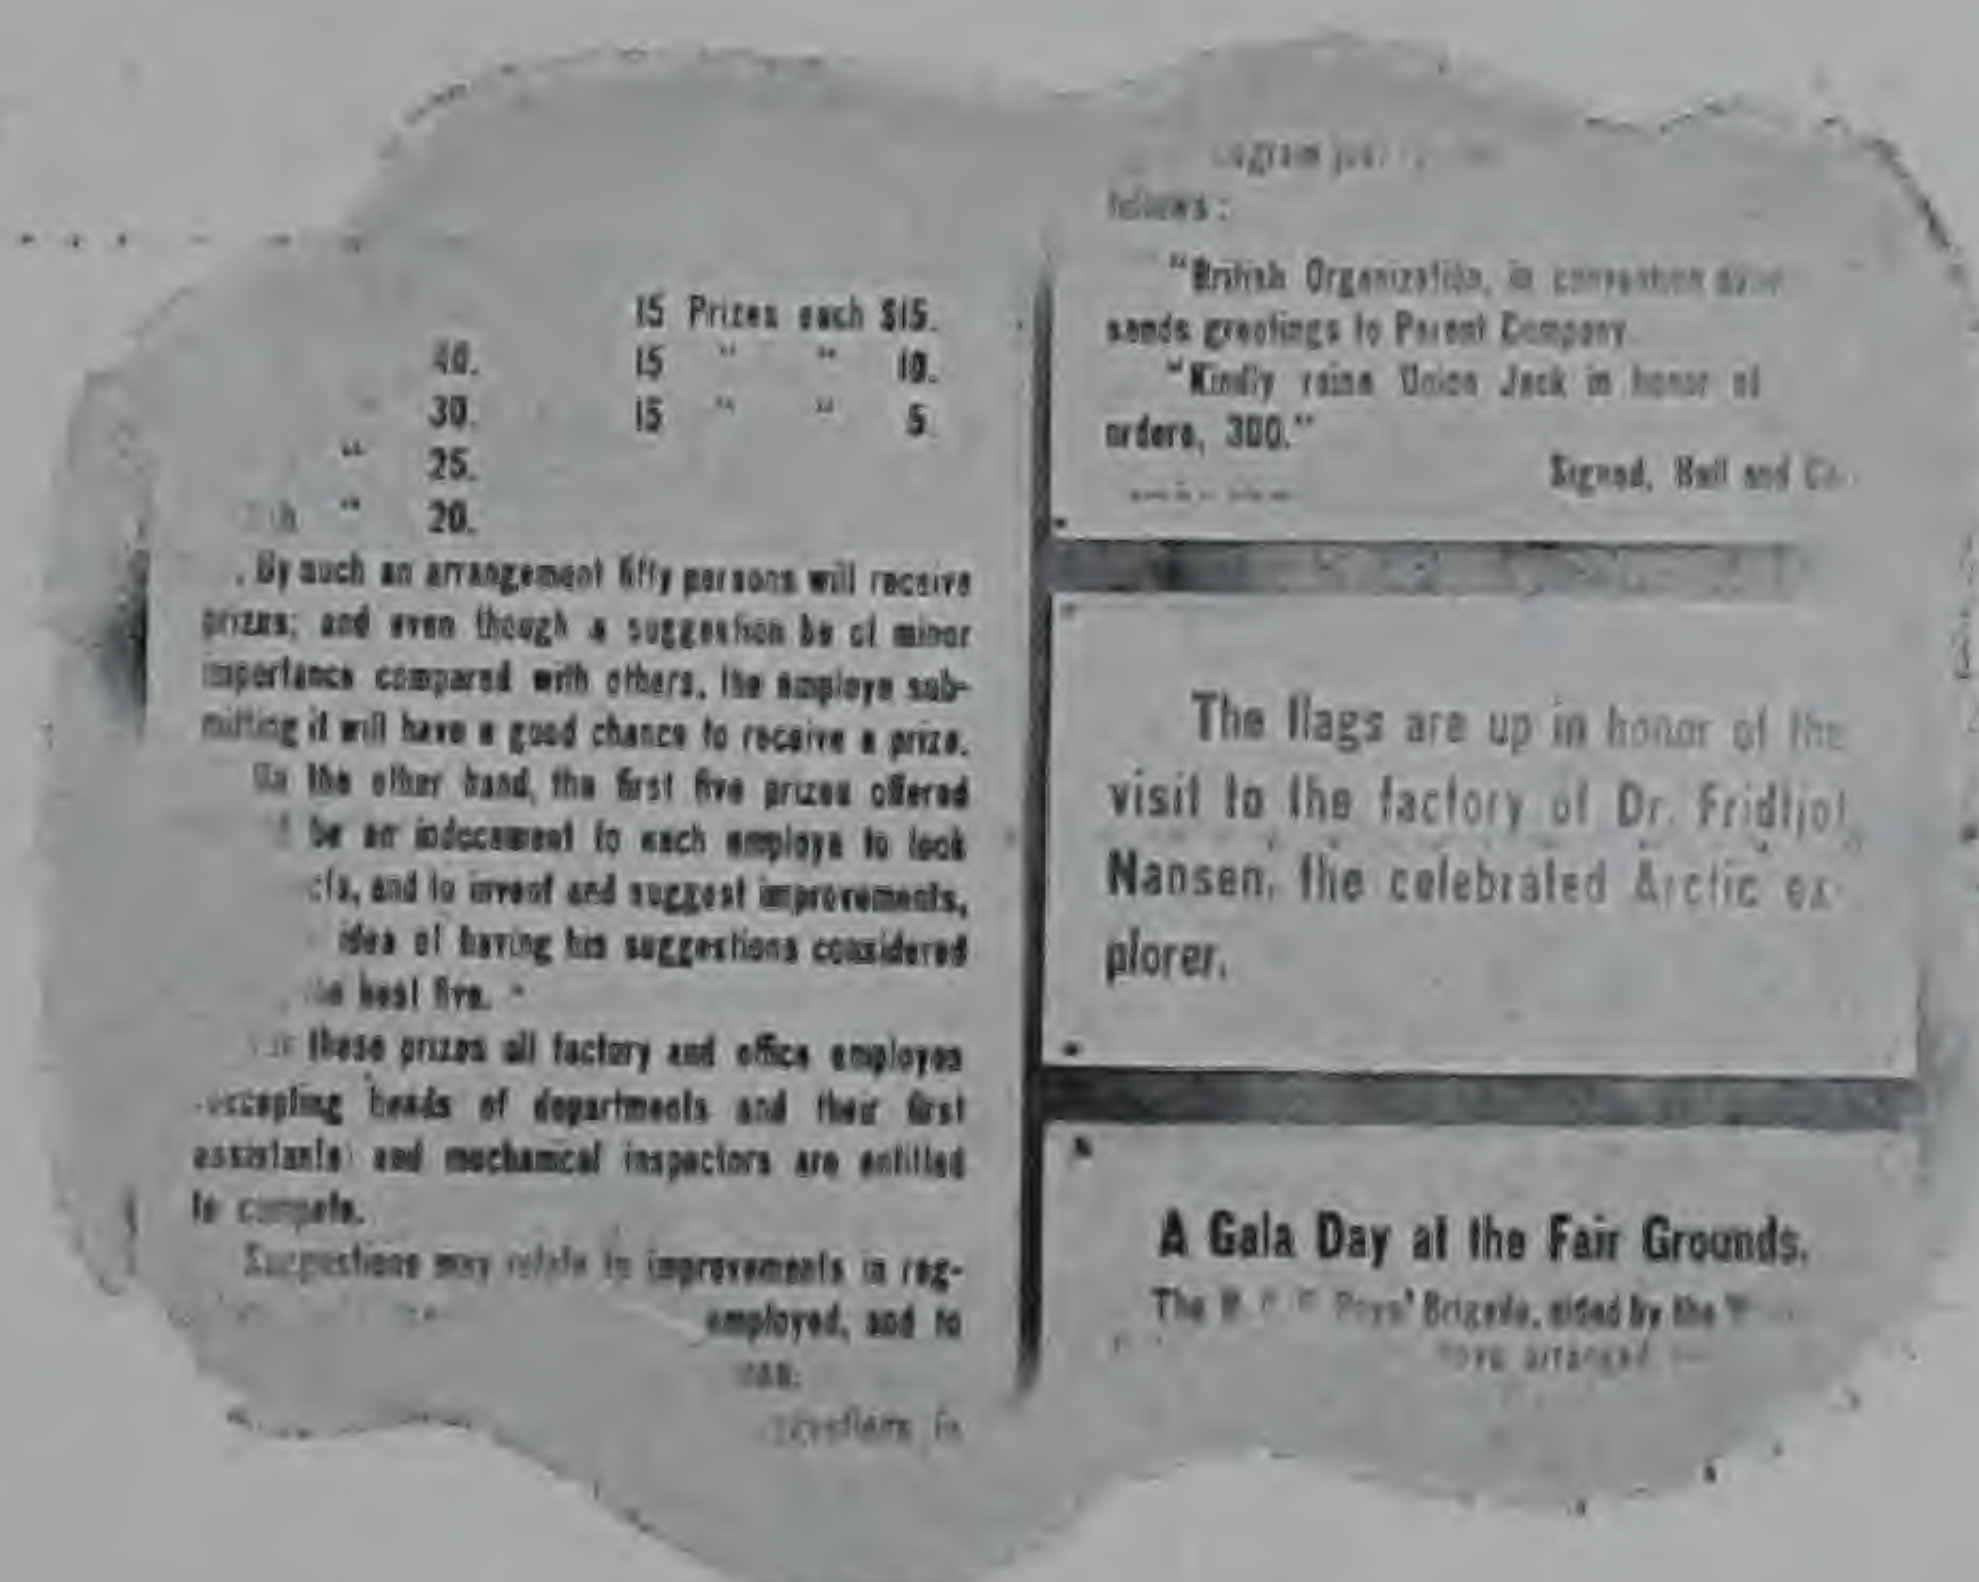 15 Prizes each $15.
40. 15 " " 10.
30. 15 " " 5.
" 25.
" 20.
By such an arrangement fifty persons will receive
prizes; and even though a suggestion be of minor
importance compared with others, the employe sub-
mitting it will have a good chance to receive a prize.
On the other hand, the first five prizes offered
be an inducement to each employe to look
and to invent and suggest improvements,
idea of having his suggestions considered
best five.
these prizes all factory and office employes
excepting heads of departments and their first
assistants) and mechanical inspectors are entitled
to compete.
Suggestions may relate to improvements in reg-
employed, and to
follows:
"British Organization, in convention
sends greetings to Parent Company.
"Kindly raise Union Jack in honor of
orders, 300."
Signed, Hall and
The flags are up in honor of the
visit to the factory of Dr. Fridtjof
Nansen, the celebrated Arctic ex-
plorer.
A Gala Day at the Fair Grounds.
The Boys' Brigade, aided by the
arranged